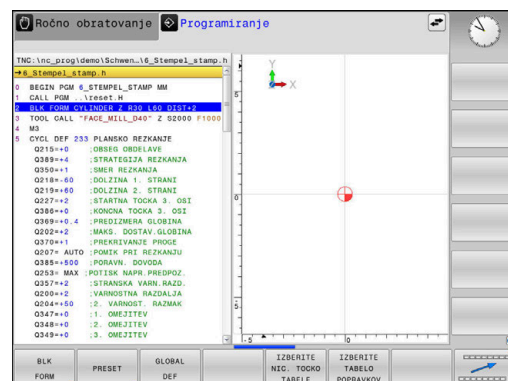 Ročno obratovanje
Programiranje
TNC:\nc_prog\demo\Schwen…\6_Stempel_stamp.h
→6_Stempel_stamp.h
0 BEGIN PGM 6_STEMPEL_STAMP MM
1 CALL PGM ..\reset.H
2 BLK FORM CYLINDER Z R30 L60 DIST+2
3 TOOL CALL "FACE_MILL_D40" Z S2000 F1000
4 M3
5 CYCL DEF 233 PLANSKO REZKANJE
Q215=+0 ;OBSEG OBDELAVE
Q389=+4 ;STRATEGIJA REZKANJA
Q350=+1 ;SMER REZKANJA
Q218=-60 ;DOLZINA 1. STRANI
Q219=+60 ;DOLZINA 2. STRANI
Q227=+2 ;STARTNA TOCKA 3. OSI
Q386=+0 ;KONCNA TOCKA 3. OSI
Q369=+0.4 ;PREDIZMERA GLOBINA
Q202=+2 ;MAKS. DOSTAV.GLOBINA
Q370=+1 ;PREKRIVANJE PROGE
Q207= AUTO ;POMIK PRI REZKANJU
Q385=+500 ;PORAVN. DOVODA
Q253= MAX ;POTISK NAPR.PREDPOZ.
Q357=+2 ;STRANSKA VARN.RAZD.
Q200=+2 ;VARNOSTNA RAZDALJA
Q204=+50 ;2. VARNOST. RAZMAK
Q347=+0 ;1. OMEJITEV
Q348=+0 ;2. OMEJITEV
Q349=+0 ;3. OMEJITEV
Y
X
5
0
-5
-5 0
BLK FORM
PRESET
GLOBAL DEF
IZBERITE NIC. TOCKO TABELE
IZBERITE TABELO POPRAVKOV